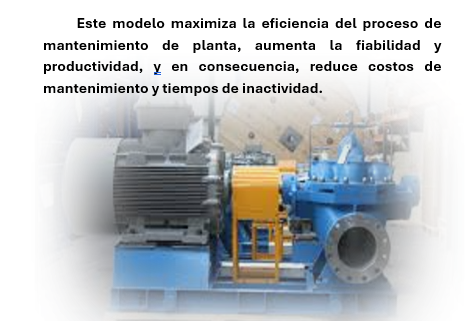 Este modelo maximiza la eficiencia del proceso de
mantenimiento de planta, aumenta la fiabilidad y
productividad, y en consecuencia, reduce costos de
mantenimiento y tiempos de inactividad.